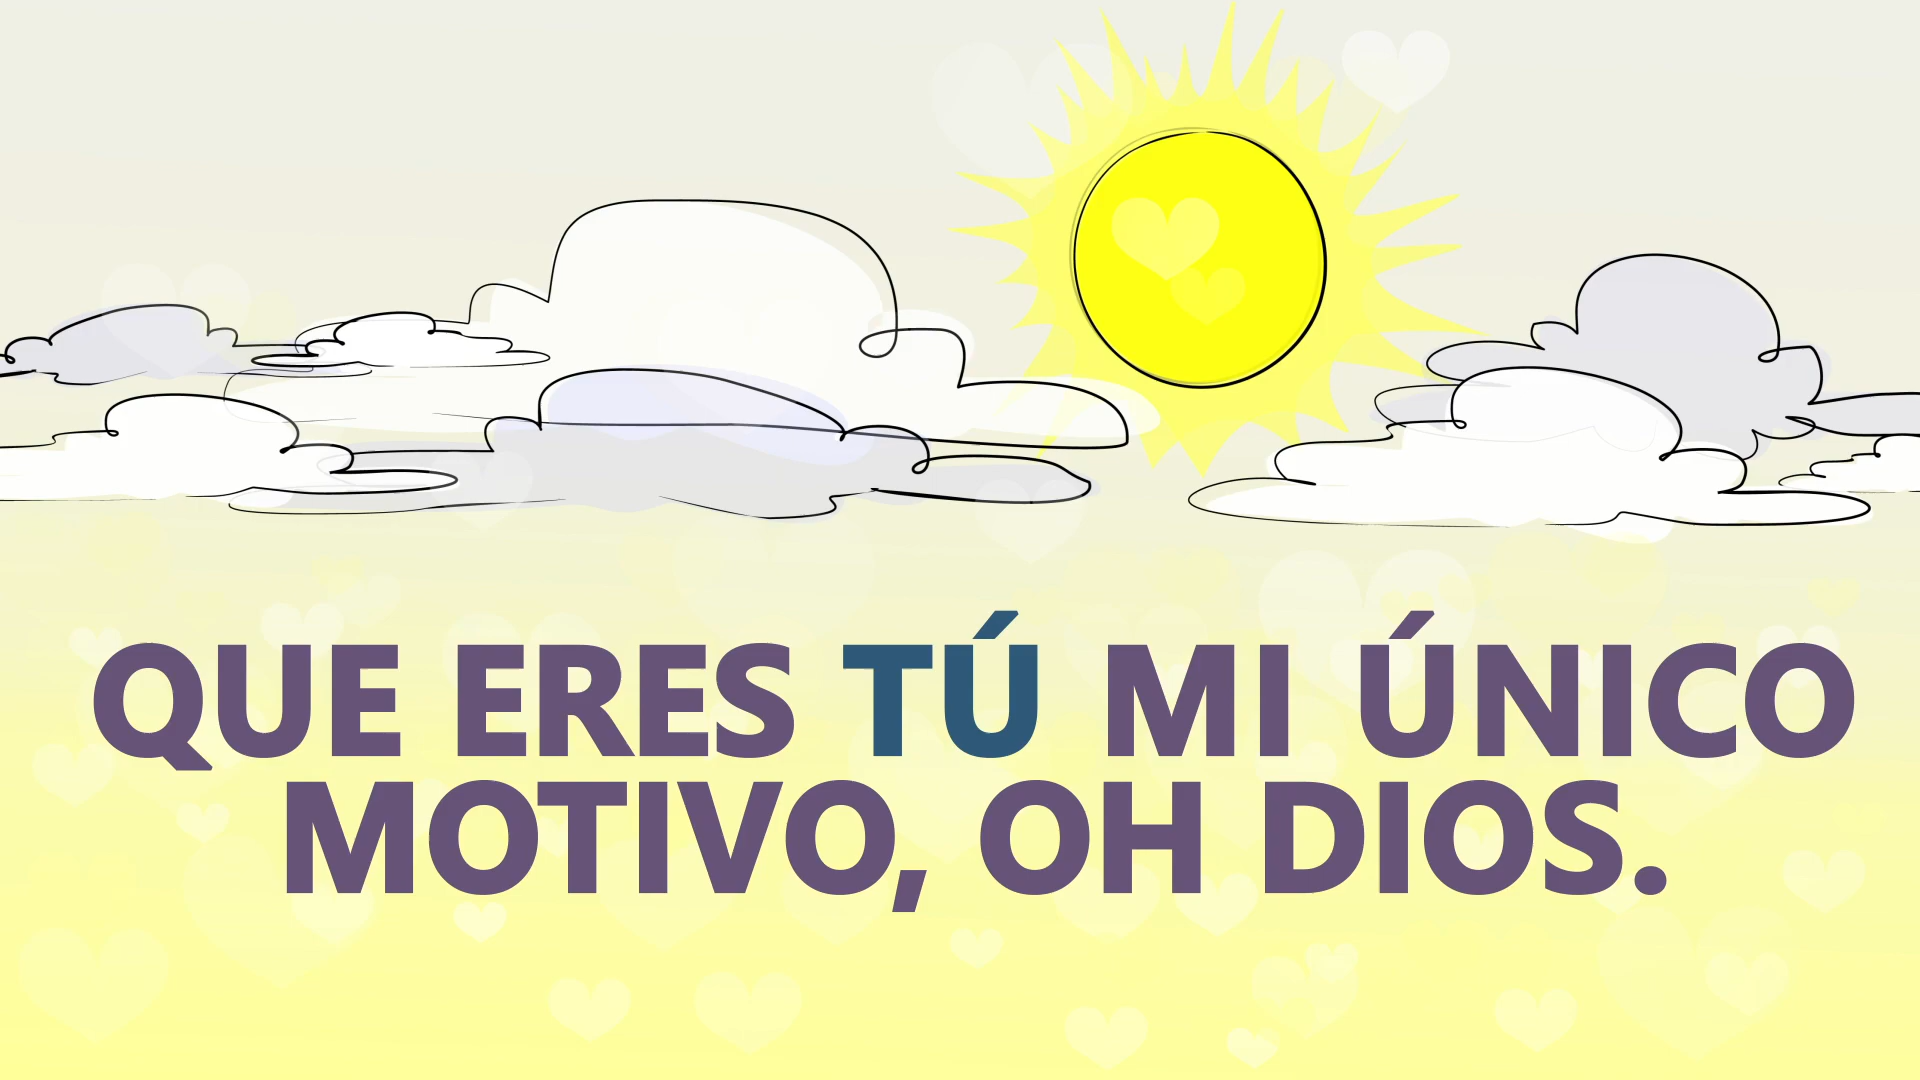 QUE ERES TÚ MI ÚNICO
MOTIVO, OH DIOS.